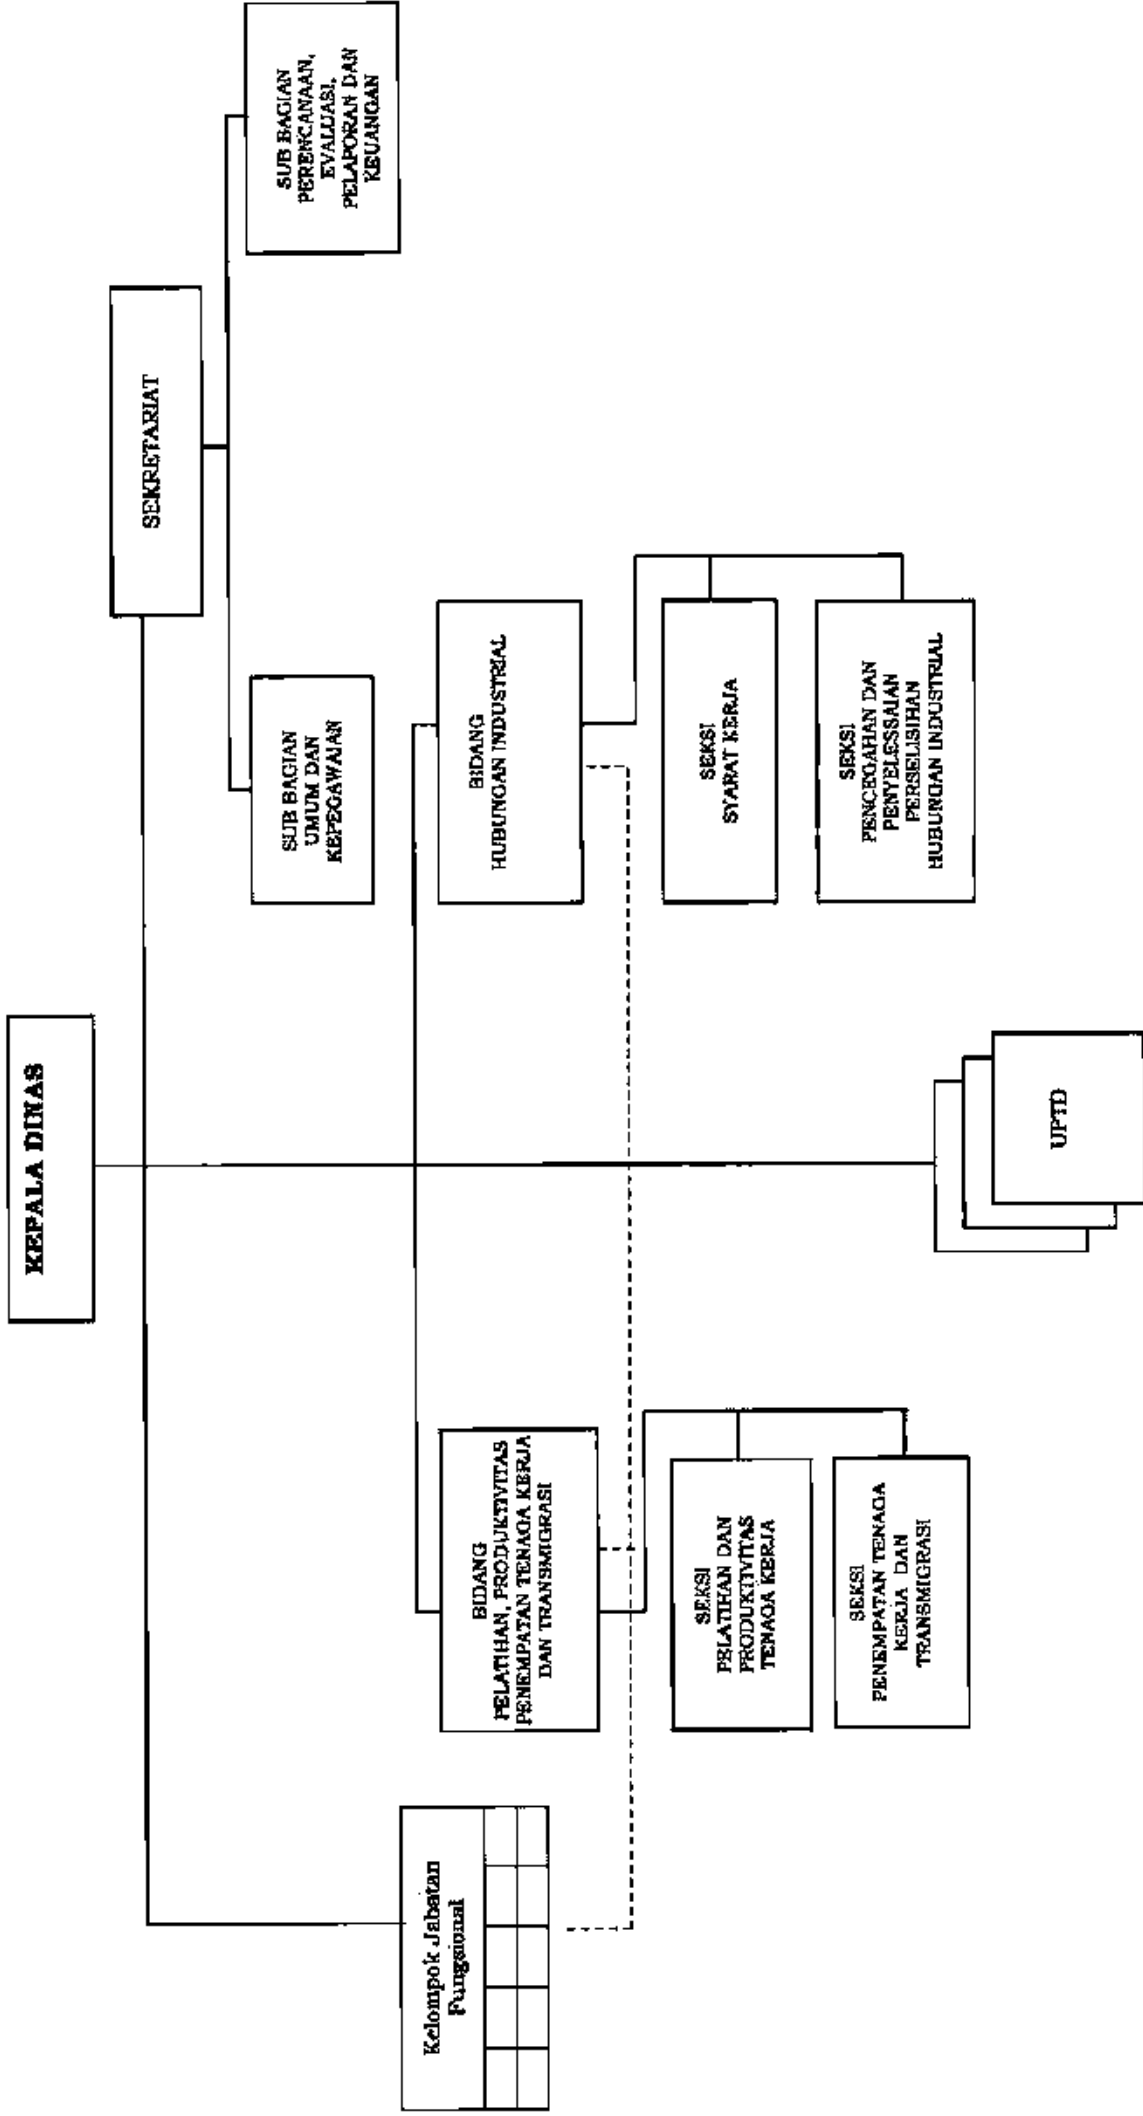 KEPALA DINAS
SEKRETARIAT
SUB BAGIAN
UMUM DAN
KEPEGAWAIAN
SUB BAGIAN
PERENCANAAN,
EVALUASI,
PELAPORAN DAN
KEUANGAN
Kelompok Jabatan
Fungsional
BIDANG
PELATIHAN, PRODUKTIVITAS
PENEMPATAN TENAGA KERJA
DAN TRANSMIGRASI
BIDANG
HUBUNGAN INDUSTRIAL
SEKSI
PELATIHAN DAN
PRODUKTIVITAS
TENAGA KERJA
SEKSI
PENEMPATAN TENAGA
KERJA DAN
TRANSMIGRASI
SEKSI
SYARAT KERJA
SEKSI
PENCEGAHAN DAN
PENYELESSAIAN
PERSELISIHAN
HUBUNGAN INDUSTRIAL
UPTD